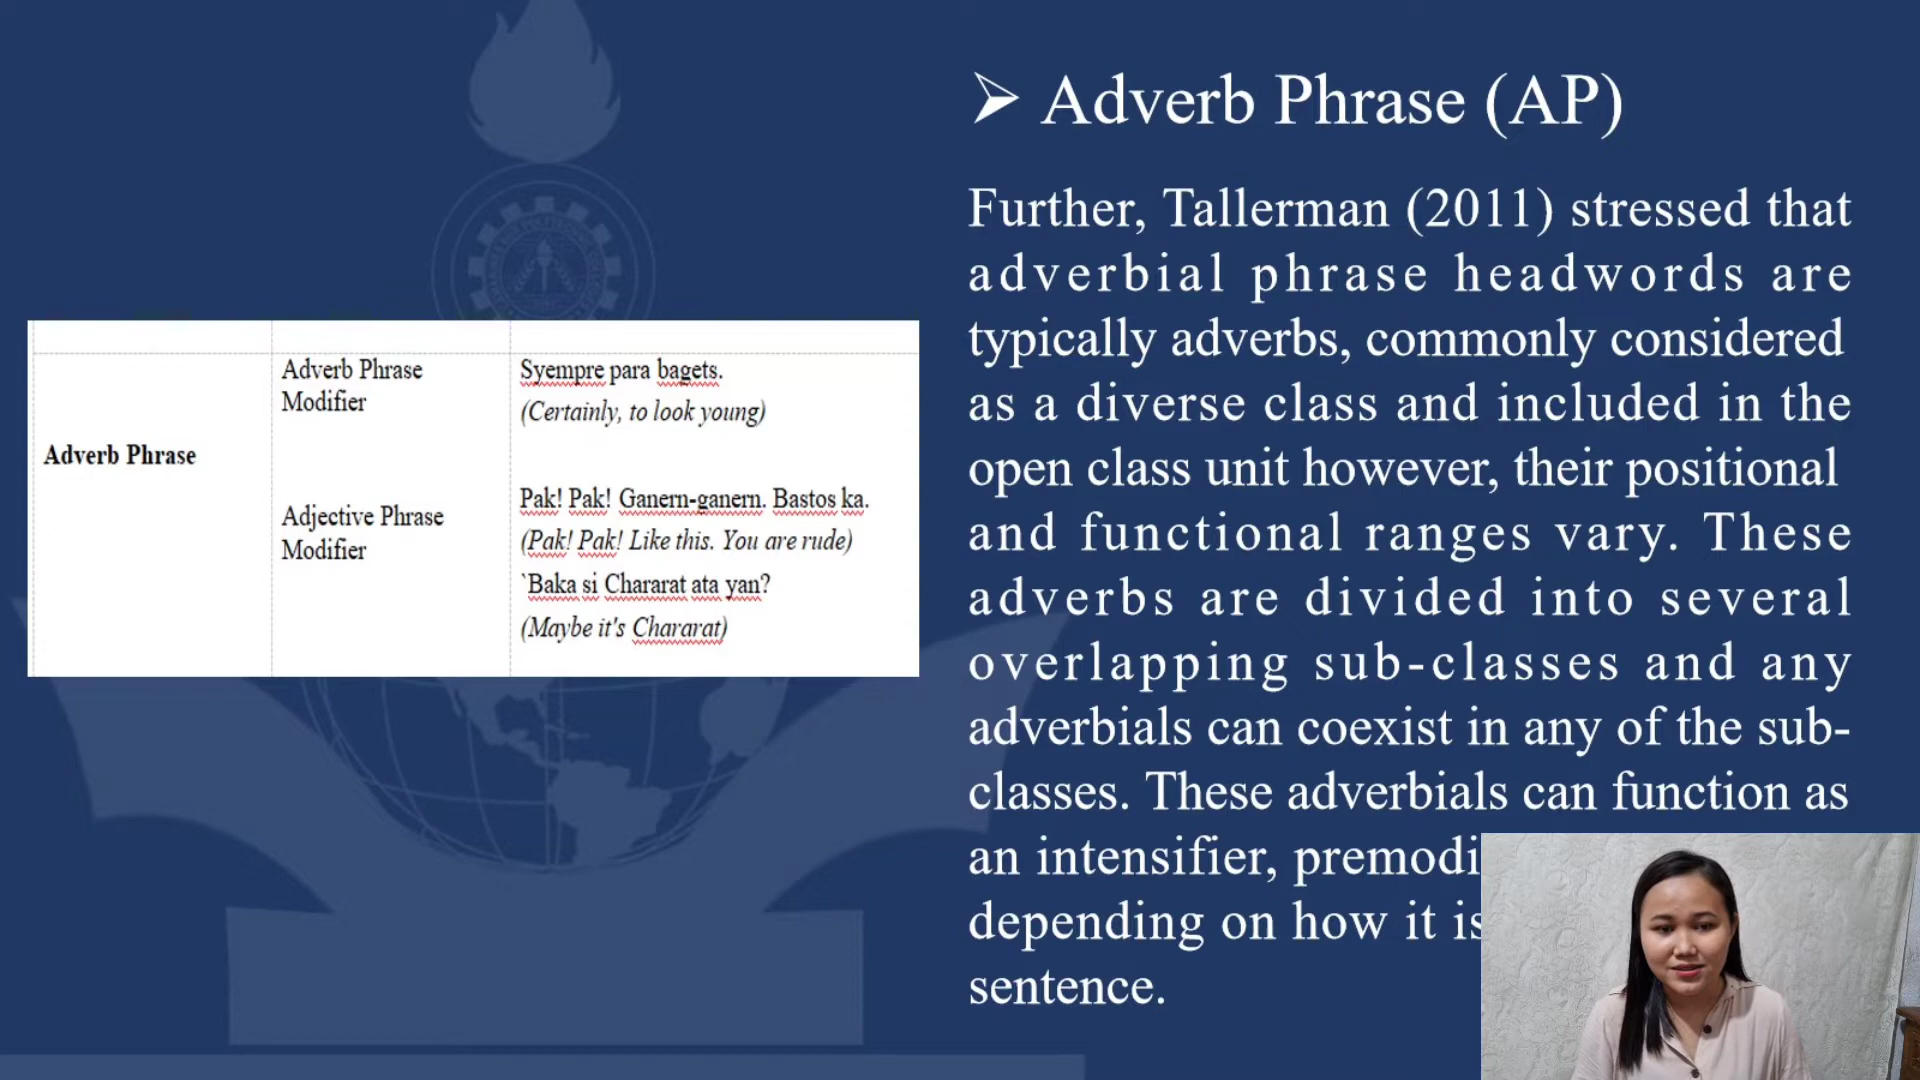 Adverb Phrase (AP)
Further, Tallerman (2011) stressed that
adverbial phrase headwords are
typically adverbs, commonly considered
as a diverse class and included in the
open class unit however, their positional
and functional ranges vary. These
adverbs are divided into several
overlapping sub-classes and any
adverbials can coexist in any of the sub-
classes. These adverbials can function as
an intensifier, premodi
depending on how it is
sentence.
Adverb Phrase
Adverb Phrase
Modifier
Syempre para bagets.
(Certainly, to look young)
Adjective Phrase
Modifier
Pak! Pak! Ganern-ganern. Bastos ka.
(Pak! Pak! Like this. You are rude)
`Baka si Chararat ata yan?
(Maybe it's Chararat)